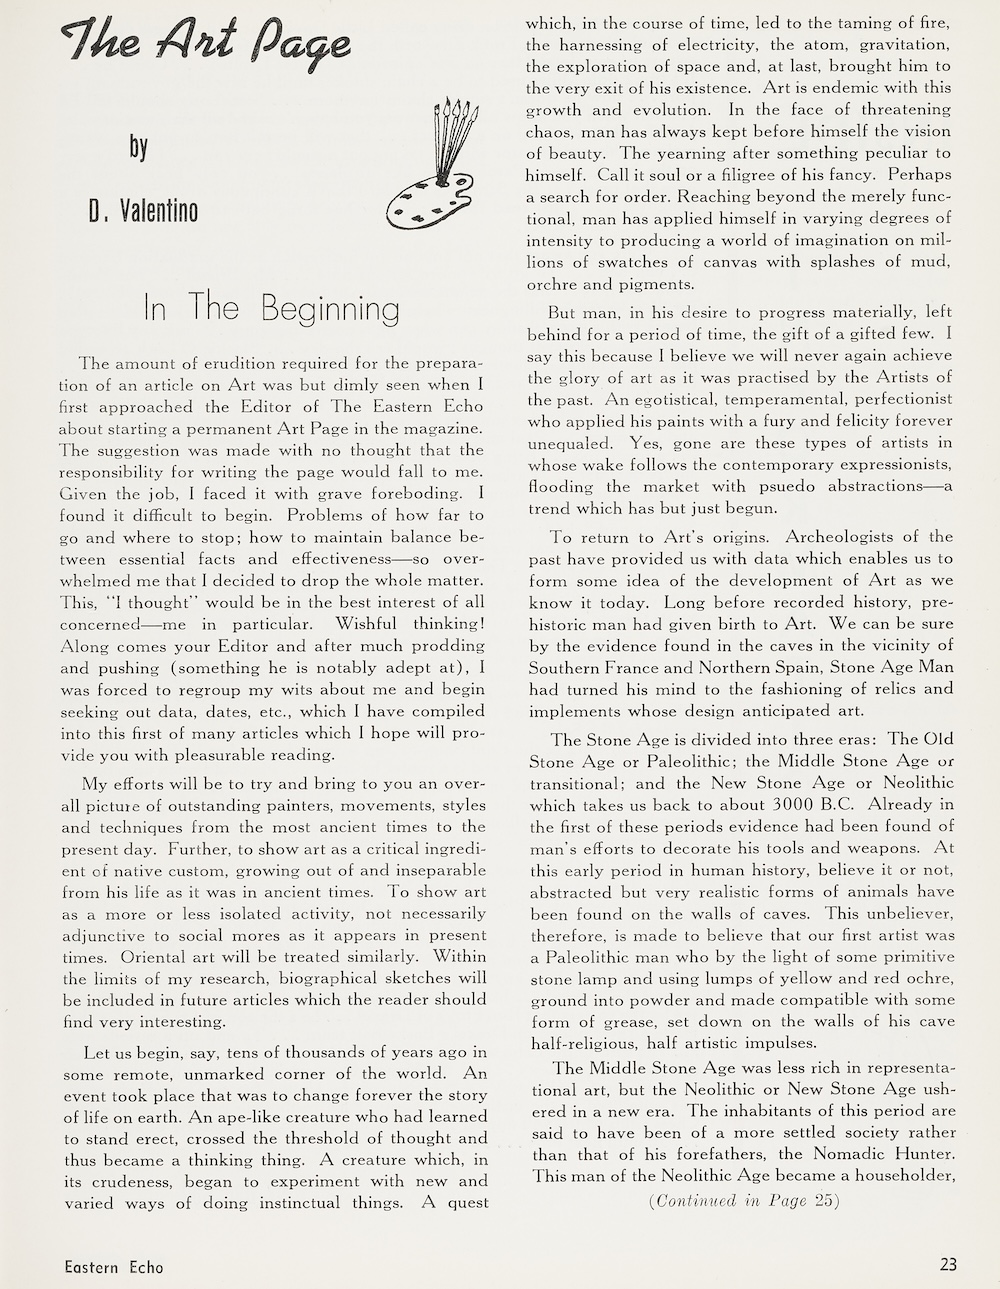 The Art Page
by
D. Valentino
In The Beginning
The amount of erudition required for the prepara-
tion of an article on Art was but dimly seen when I
first approached the Editor of The Eastern Echo
about starting a permanent Art Page in the magazine.
The suggestion was made with no thought that the
responsibility for writing the page would fall to me.
Given the job, I faced it with grave foreboding. I
found it difficult to begin. Problems of how far to
go and where to stop; how to maintain balance be-
tween essential facts and effectiveness—so over-
whelmed me that I decided to drop the whole matter.
This, "I thought" would be in the best interest of all
concerned—me in particular. Wishful thinking!
Along comes your Editor and after much prodding
and pushing (something he is notably adept at), I
was forced to regroup my wits about me and begin
seeking out data, dates, etc., which I have compiled
into this first of many articles which I hope will pro-
vide you with pleasurable reading.
My efforts will be to try and bring to you an over-
all picture of outstanding painters, movements, styles
and techniques from the most ancient times to the
present day. Further, to show art as a critical ingredi-
ent of native custom, growing out of and inseparable
from his life as it was in ancient times. To show art
as a more or less isolated activity, not necessarily
adjunctive to social mores as it appears in present
times. Oriental art will be treated similarly. Within
the limits of my research, biographical sketches will
be included in future articles which the reader should
find very interesting.
Let us begin, say, tens of thousands of years ago in
some remote, unmarked corner of the world. An
event took place that was to change forever the story
of life on earth. An ape-like creature who had learned
to stand erect, crossed the threshold of thought and
thus became a thinking thing. A creature which, in
its crudeness, began to experiment with new and
varied ways of doing instinctual things. A quest
which, in the course of time, led to the taming of fire,
the harnessing of electricity, the atom, gravitation,
the exploration of space and, at last, brought him to
the very exit of his existence. Art is endemic with this
growth and evolution. In the face of threatening
chaos, man has always kept before himself the vision
of beauty. The yearning after something peculiar to
himself. Call it soul or a filigree of his fancy. Perhaps
a search for order. Reaching beyond the merely func-
tional, man has applied himself in varying degrees of
intensity to producing a world of imagination on mil-
lions of swatches of canvas with splashes of mud,
orchre and pigments.
But man, in his desire to progress materially, left
behind for a period of time, the gift of a gifted few. I
say this because I believe we will never again achieve
the glory of art as it was practised by the Artists of
the past. An egotistical, temperamental, perfectionist
who applied his paints with a fury and felicity forever
unequaled. Yes, gone are these types of artists in
whose wake follows the contemporary expressionists,
flooding the market with psuedo abstractions—a
trend which has but just begun.
To return to Art's origins. Archeologists of the
past have provided us with data which enables us to
form some idea of the development of Art as we
know it today. Long before recorded history, pre-
historic man had given birth to Art. We can be sure
by the evidence found in the caves in the vicinity of
Southern France and Northern Spain, Stone Age Man
had turned his mind to the fashioning of relics and
implements whose design anticipated art.
The Stone Age is divided into three eras: The Old
Stone Age or Paleolithic; the Middle Stone Age or
transitional; and the New Stone Age or Neolithic
which takes us back to about 3000 B.C. Already in
the first of these periods evidence had been found of
man's efforts to decorate his tools and weapons. At
this early period in human history, believe it or not,
abstracted but very realistic forms of animals have
been found on the walls of caves. This unbeliever,
therefore, is made to believe that our first artist was
a Paleolithic man who by the light of some primitive
stone lamp and using lumps of yellow and red ochre,
ground into powder and made compatible with some
form of grease, set down on the walls of his cave
half-religious, half artistic impulses.
The Middle Stone Age was less rich in representa-
tional art, but the Neolithic or New Stone Age ush-
ered in a new era. The inhabitants of this period are
said to have been of a more settled society rather
than that of his forefathers, the Nomadic Hunter.
This man of the Neolithic Age became a householder,
(Continued in Page 25)
Eastern Echo
23